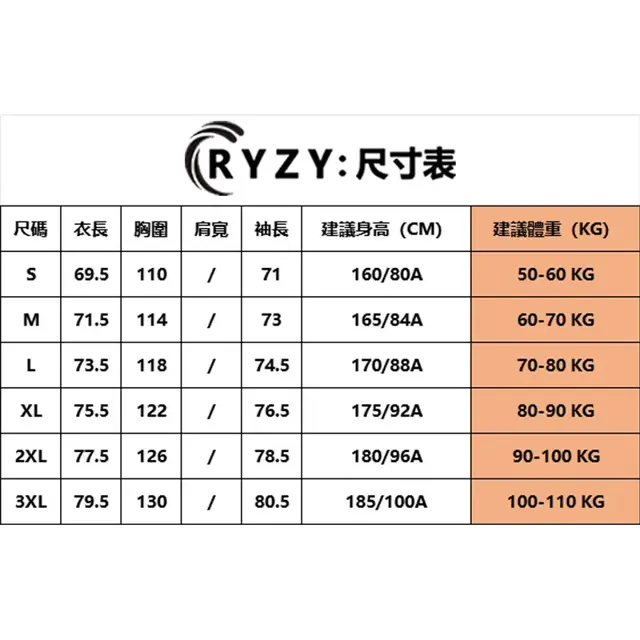 RYZY:尺寸表
尺碼 衣長 胸圍 肩寬 袖長 建議身高 (CM) 建議體重 (KG)
S 69.5 110 / 71 160/80A 50-60 KG
M 71.5 114 / 73 165/84A 60-70 KG
L 73.5 118 / 74.5 170/88A 70-80 KG
XL 75.5 122 / 76.5 175/92A 80-90 KG
2XL 77.5 126 / 78.5 180/96A 90-100 KG
3XL 79.5 130 / 80.5 185/100A 100-110 KG